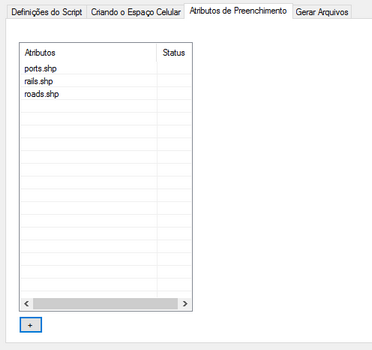 Definições do Script Criando o Espaço Celular Atributos de Preenchimento Gerar Arquivos
Atributos Status
ports.shp
rails.shp
roads.shp
+